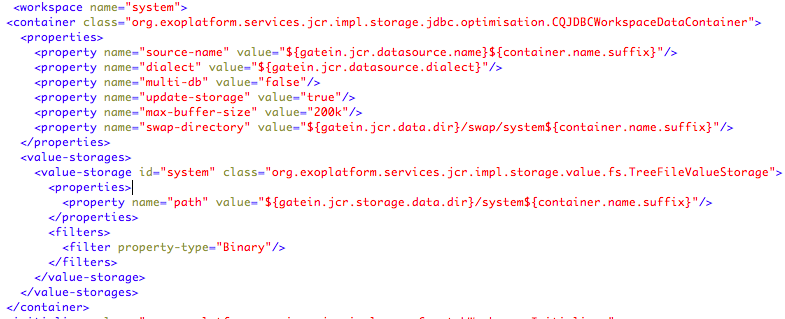 <workspace name="system">
<container class="org.exoplatform.services.jcr.impl.storage.jdbc.optimisation.CQJDBCWorkspaceDataContainer">
<properties>
<property name="source-name" value="${gatein.jcr.datasource.name}${container.name.suffix}"/>
<property name="dialect" value="${gatein.jcr.datasource.dialect}"/>
<property name="multi-db" value="false"/>
<property name="update-storage" value="true"/>
<property name="max-buffer-size" value="200k"/>
<property name="swap-directory" value="${gatein.jcr.data.dir}/swap/system${container.name.suffix}"/>
</properties>
<value-storages>
<value-storage id="system" class="org.exoplatform.services.jcr.impl.storage.value.fs.TreeFileValueStorage">
<properties>
<property name="path" value="${gatein.jcr.storage.data.dir}/system${container.name.suffix}"/>
</properties>
<filters>
<filter property-type="Binary"/>
</filters>
</value-storage>
</value-storages>
</container>